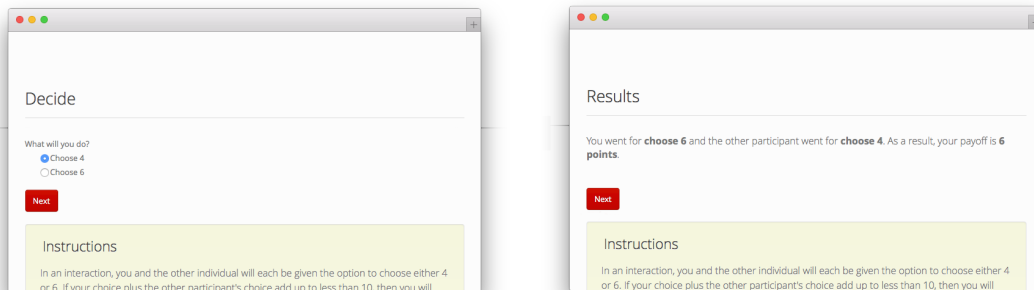 Decide
What will you do?
Choose 4
Choose 6
Next
Instructions
In an interaction, you and the other individual will each be given the option to choose either 4
or 6. If your choice plus the other participant's choice add up to less than 10, then you will
Results
You went for choose 6 and the other participant went for choose 4. As a result, your payoff is 6
points.
Next
Instructions
In an interaction, you and the other individual will each be given the option to choose either 4
or 6. If your choice plus the other participant's choice add up to less than 10, then you will